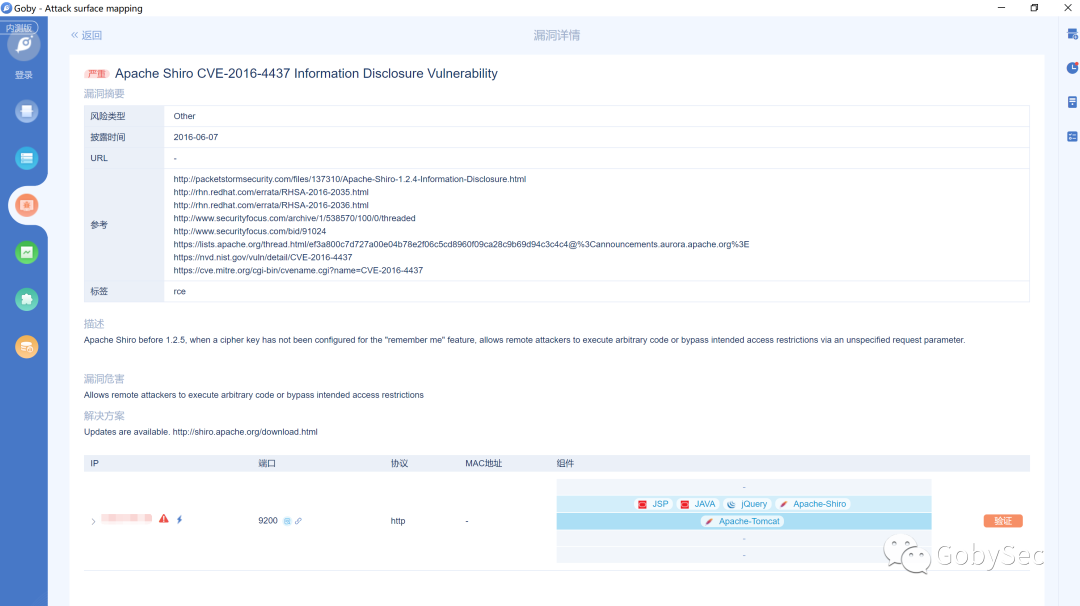 Goby - Attack surface mapping
内测版
登录
« 返回
漏洞详情
严重 Apache Shiro CVE-2016-4437 Information Disclosure Vulnerability
漏洞摘要
风险类型 Other
披露时间 2016-06-07
URL -
参考
http://packetstormsecurity.com/files/137310/Apache-Shiro-1.2.4-Information-Disclosure.html
http://rhn.redhat.com/errata/RHSA-2016-2035.html
http://rhn.redhat.com/errata/RHSA-2016-2036.html
http://www.securityfocus.com/archive/1/538570/100/0/threaded
http://www.securityfocus.com/bid/91024
https://lists.apache.org/thread.html/ef3a800c7d727a00e04b78e2f06c5cd8960f09ca28c9b69d94c3c4c4@%3Cannouncements.aurora.apache.org%3E
https://nvd.nist.gov/vuln/detail/CVE-2016-4437
https://cve.mitre.org/cgi-bin/cvename.cgi?name=CVE-2016-4437
标签 rce
描述
Apache Shiro before 1.2.5, when a cipher key has not been configured for the "remember me" feature, allows remote attackers to execute arbitrary code or bypass intended access restrictions via an unspecified request parameter.
漏洞危害
Allows remote attackers to execute arbitrary code or bypass intended access restrictions
解决方案
Updates are available. http://shiro.apache.org/download.html
IP 端口 协议 MAC地址 组件
-
JSP JAVA jQuery Apache-Shiro
9200 http - Apache-Tomcat 验证
-
-
GobySec